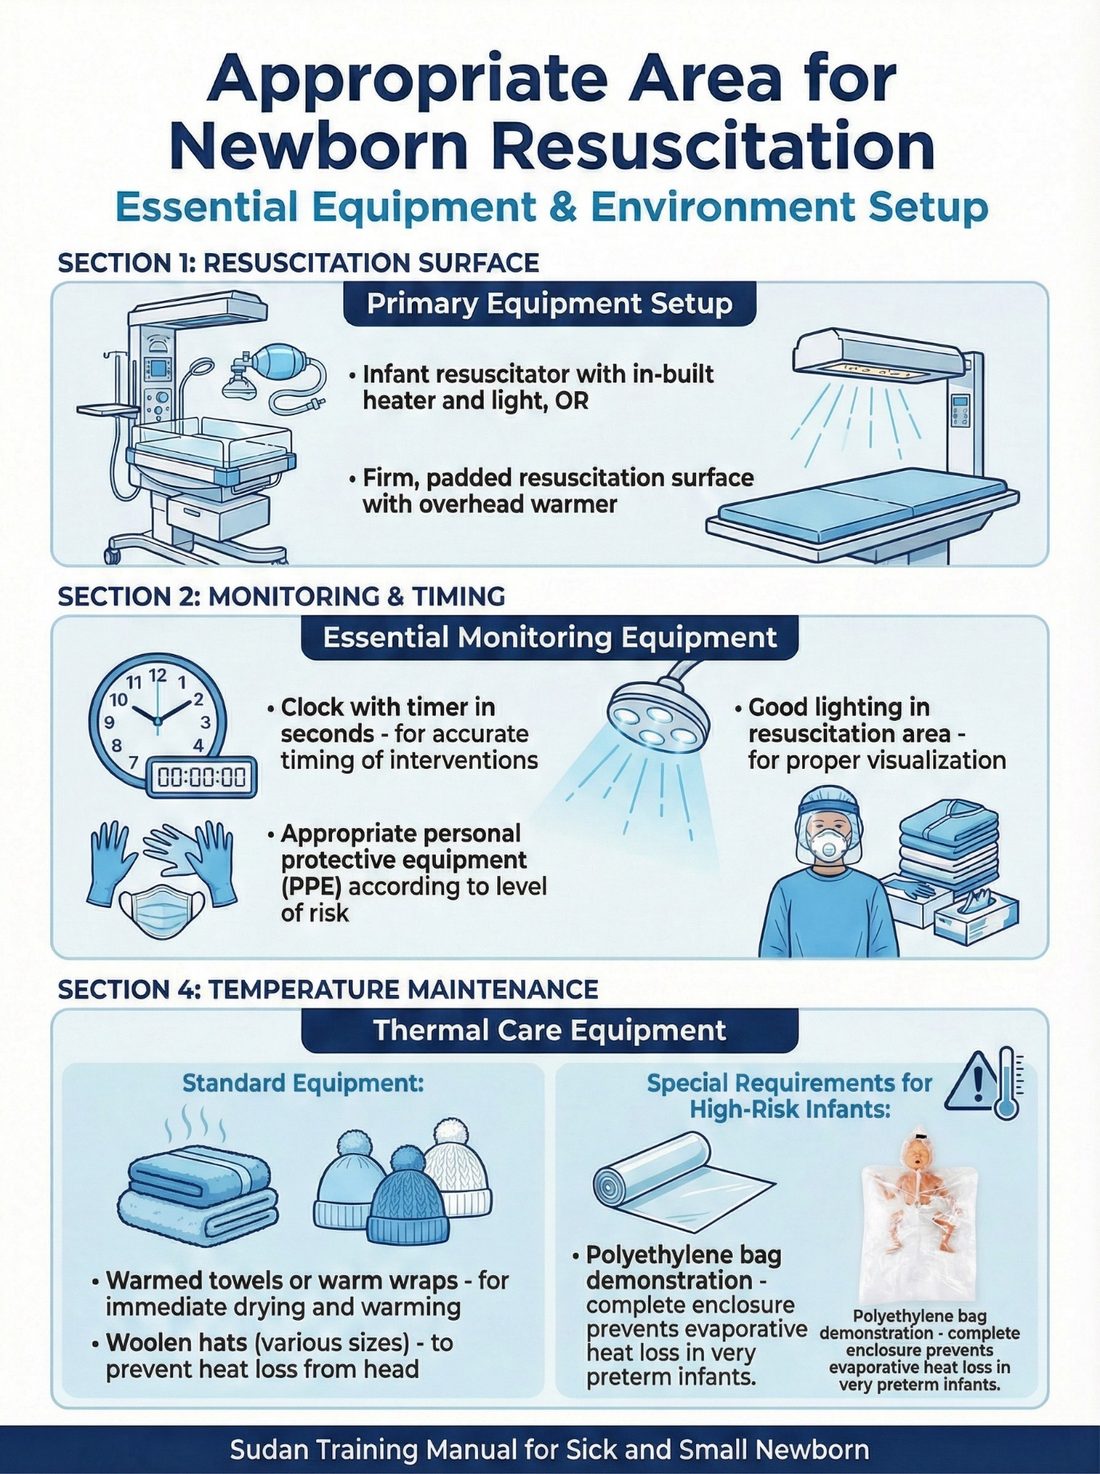 Appropriate Area for
Newborn Resuscitation
Essential Equipment & Environment Setup
SECTION 1: RESUSCITATION SURFACE
Primary Equipment Setup
• Infant resuscitator with in-built
heater and light, OR
• Firm, padded resuscitation surface
with overhead warmer
SECTION 2: MONITORING & TIMING
Essential Monitoring Equipment
11 12 1
10 2
9 3
8 4
7
00:00:00
• Clock with timer in
seconds - for accurate
timing of interventions
• Good lighting in
resuscitation area -
for proper visualization
• Appropriate personal
protective equipment
(PPE) according to level
of risk
SECTION 4: TEMPERATURE MAINTENANCE
Thermal Care Equipment
Standard Equipment:
• Warmed towels or warm wraps - for
immediate drying and warming
• Woolen hats (various sizes) - to
prevent heat loss from head
Special Requirements for
High-Risk Infants:
• Polyethylene bag
demonstration -
complete enclosure
prevents evaporative
heat loss in very
preterm infants.
Polyethylene bag
demonstration - complete
enclosure prevents
evaporative heat loss in
very preterm infants.
Sudan Training Manual for Sick and Small Newborn